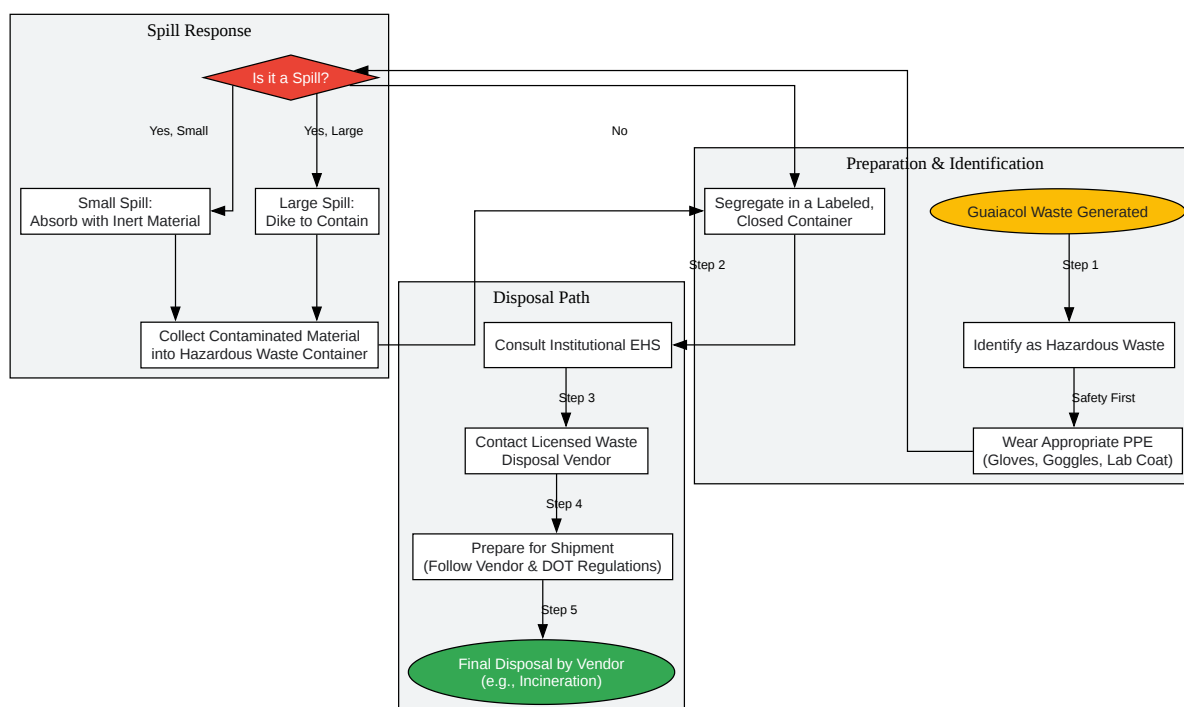 Spill Response
Is it a Spill?
Yes, Small
Yes, Large
No
Small Spill:
Absorb with Inert Material
Large Spill:
Dike to Contain
Collect Contaminated Material
into Hazardous Waste Container
Preparation & Identification
Segregate in a Labeled,
Closed Container
Guaiacol Waste Generated
Step 2
Step 1
Identify as Hazardous Waste
Safety First
Wear Appropriate PPE
(Gloves, Goggles, Lab Coat)
Disposal Path
Consult Institutional EHS
Step 3
Contact Licensed Waste
Disposal Vendor
Step 4
Prepare for Shipment
(Follow Vendor & DOT Regulations)
Step 5
Final Disposal by Vendor
(e.g., Incineration)